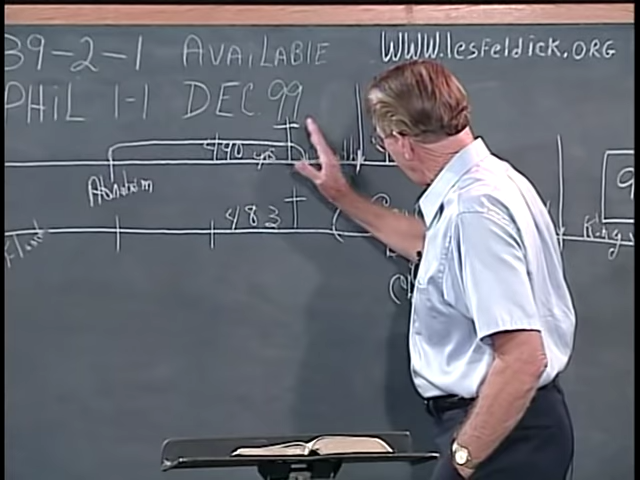 39-2-1 AVAILABLE WWW.lesfeldick.ORG
PHIL 1-1 DEC 99
490 yrs
Abraham
483
Flood
King